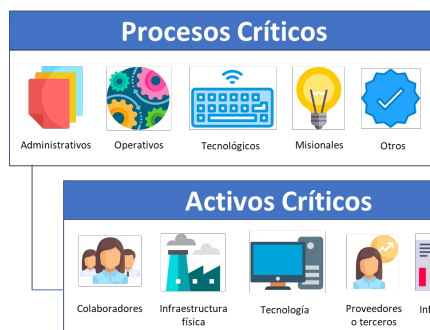 Procesos Críticos
Administrativos Operativos Tecnológicos Misionales Otros
Activos Críticos
Colaboradores Infraestructura Tecnología Proveedores
física o terceros